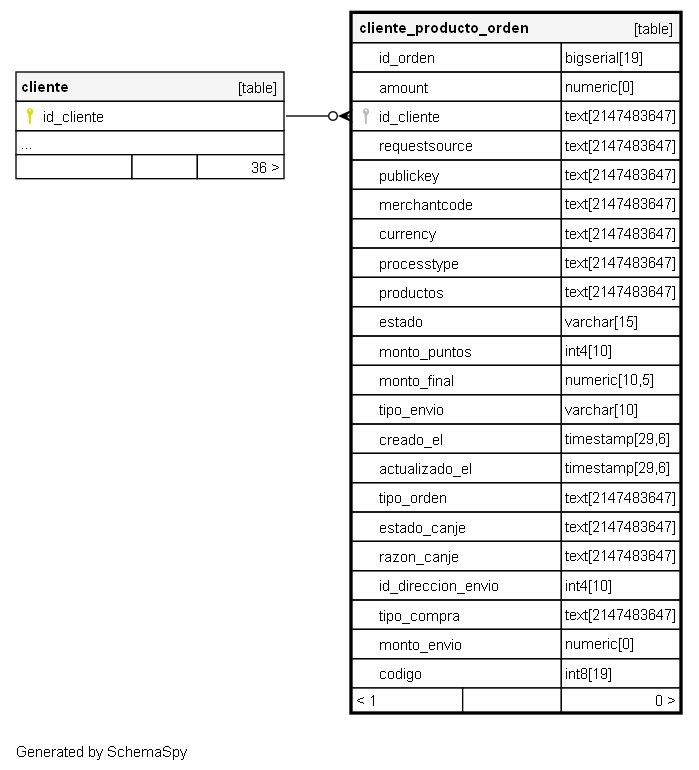 cliente [table]
id_cliente
...
36 >
cliente_producto_orden [table]
id_orden bigserial[19]
amount numeric[0]
id_cliente text[2147483647]
requestsource text[2147483647]
publickey text[2147483647]
merchantcode text[2147483647]
currency text[2147483647]
processtype text[2147483647]
productos text[2147483647]
estado varchar[15]
monto_puntos int4[10]
monto_final numeric[10,5]
tipo_envio varchar[10]
creado_el timestamp[29,6]
actualizado_el timestamp[29,6]
tipo_orden text[2147483647]
estado_canje text[2147483647]
razon_canje text[2147483647]
id_direccion_envio int4[10]
tipo_compra text[2147483647]
monto_envio numeric[0]
codigo int8[19]
< 1 0 >
Generated by SchemaSpy